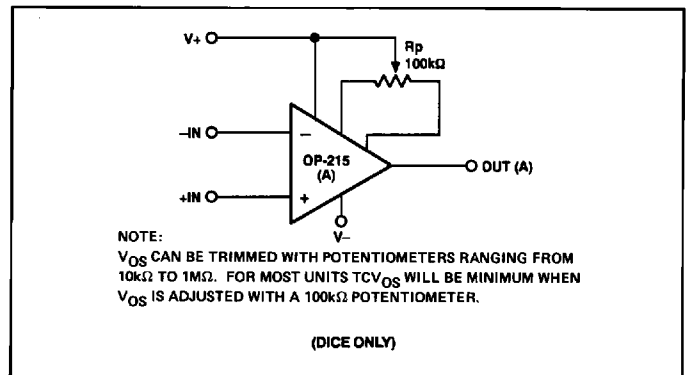 V+
Rp
100kΩ
–IN
–
OP-215
(A)
OUT (A)
+IN
+
V–
NOTE:
VOS CAN BE TRIMMED WITH POTENTIOMETERS RANGING FROM
10kΩ TO 1MΩ. FOR MOST UNITS TCVOS WILL BE MINIMUM WHEN
VOS IS ADJUSTED WITH A 100kΩ POTENTIOMETER.
(DICE ONLY)